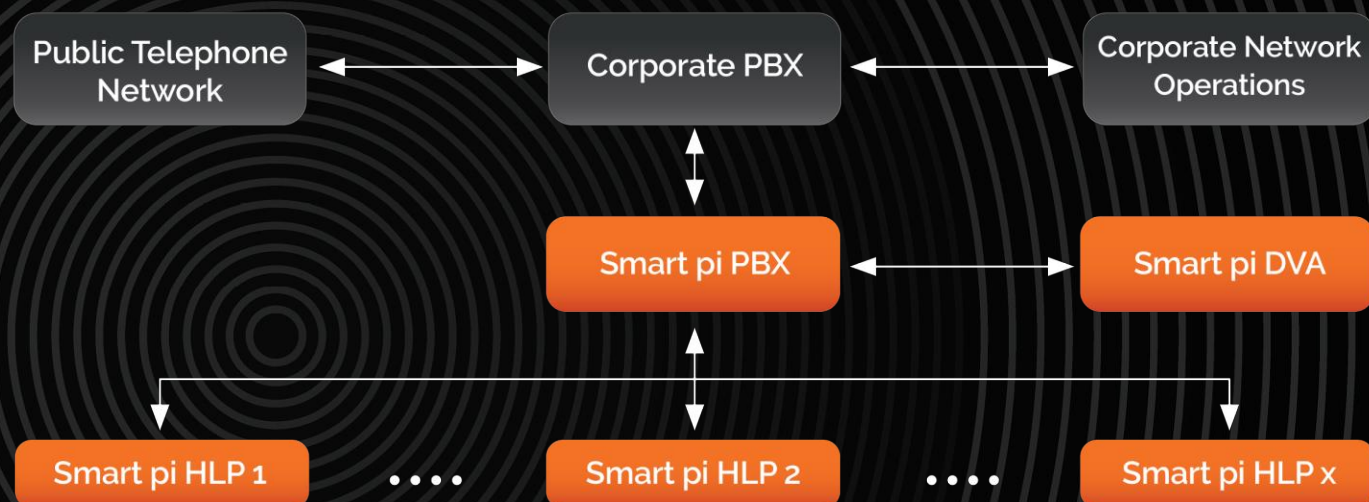 Public Telephone
Network
Corporate PBX
Corporate Network
Operations
Smart pi PBX
Smart pi DVA
Smart pi HLP 1
....
Smart pi HLP 2
....
Smart pi HLP x